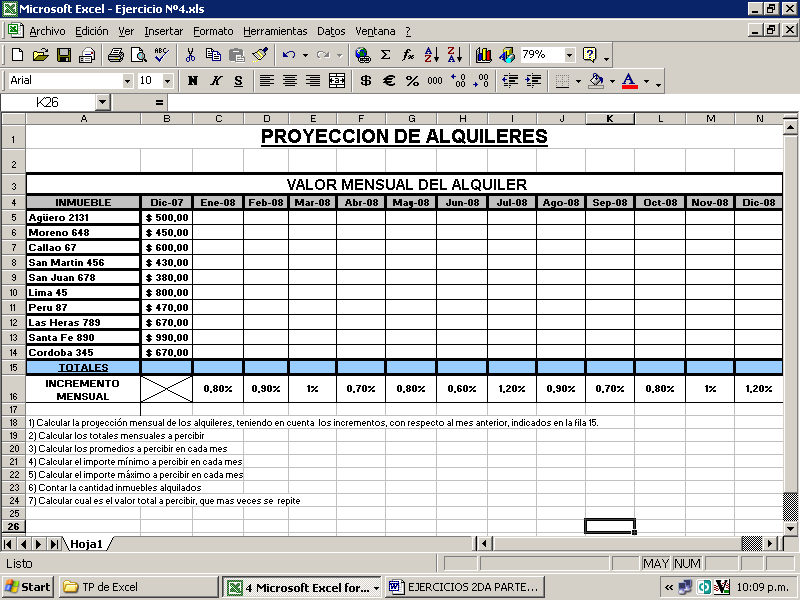 Microsoft Excel - Ejercicio Nº4.xls
Archivo Edición Ver Insertar Formato Herramientas Datos Ventana ?
79%
Arial 10 N K S $ € % 000
K26 =
A B C D E F G H I J K L M N
1 PROYECCION DE ALQUILERES
2
3 VALOR MENSUAL DEL ALQUILER
4 INMUEBLE Dic-07 Ene-08 Feb-08 Mar-08 Abr-08 May-08 Jun-08 Jul-08 Ago-08 Sep-08 Oct-08 Nov-08 Dic-08
5 Agüero 2131 $ 500,00
6 Moreno 648 $ 450,00
7 Callao 67 $ 600,00
8 San Martin 456 $ 430,00
9 San Juan 678 $ 380,00
10 Lima 45 $ 800,00
11 Peru 87 $ 470,00
12 Las Heras 789 $ 670,00
13 Santa Fe 890 $ 990,00
14 Cordoba 345 $ 670,00
15 TOTALES
16 INCREMENTO MENSUAL 0,80% 0,90% 1% 0,70% 0,80% 0,60% 1,20% 0,90% 0,70% 0,80% 1% 1,20%
17
18 1) Calcular la proyección mensual de los alquileres, teniendo en cuenta los incrementos, con respecto al mes anterior, indicados en la fila 15.
19 2) Calcular los totales mensuales a percibir
20 3) Calcular los promedios a percibir en cada mes
21 4) Calcular el importe mínimo a percibir en cada mes
22 5) Calcular el importe máximo a percibir en cada mes
23 6) Contar la cantidad inmuebles alquilados
24 7) Calcular cual es el valor total a percibir, que mas veces se repite
25
26
Hoja1
Listo MAY NUM
Start TP de Excel 4 Microsoft Excel for... EJERCICIOS 2DA PARTE... 10:09 p.m.